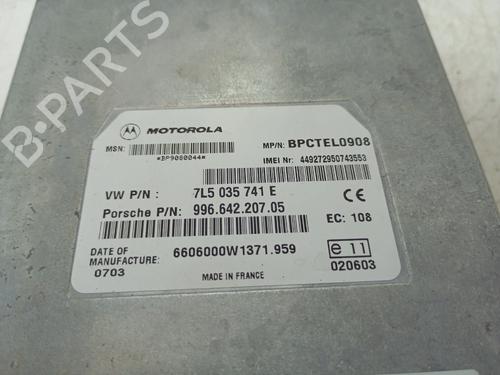 MOTOROLA
MP/N: BPCTEL0908
MSN:
*BP9080044*
IMEI Nr: 449272950743553
VW P/N : 7L5 035 741 E
Porsche P/N: 996.642.207.05
EC: 108
DATE OF MANUFACTURE: 0703
6606000W1371.959
e 11
020603
MADE IN FRANCE
B-PARTS